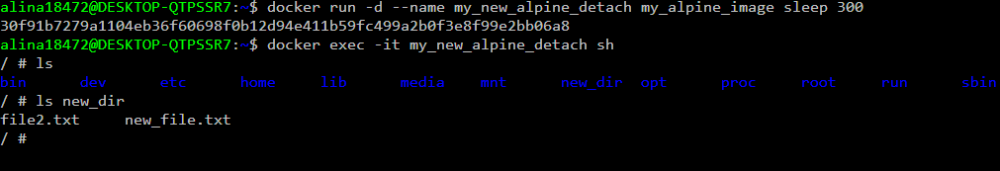 alina18472@DESKTOP-QTPSSR7:~$ docker run -d --name my_new_alpine_detach my_alpine_image sleep 300
30f91b7279a1104eb36f60698f0b12d94e411b59fc499a2b0f3e8f99e2bb06a8
alina18472@DESKTOP-QTPSSR7:~$ docker exec -it my_new_alpine_detach sh
/ # ls
bin dev etc home lib media mnt new_dir opt proc root run sbin
/ # ls new_dir
file2.txt new_file.txt
/ #